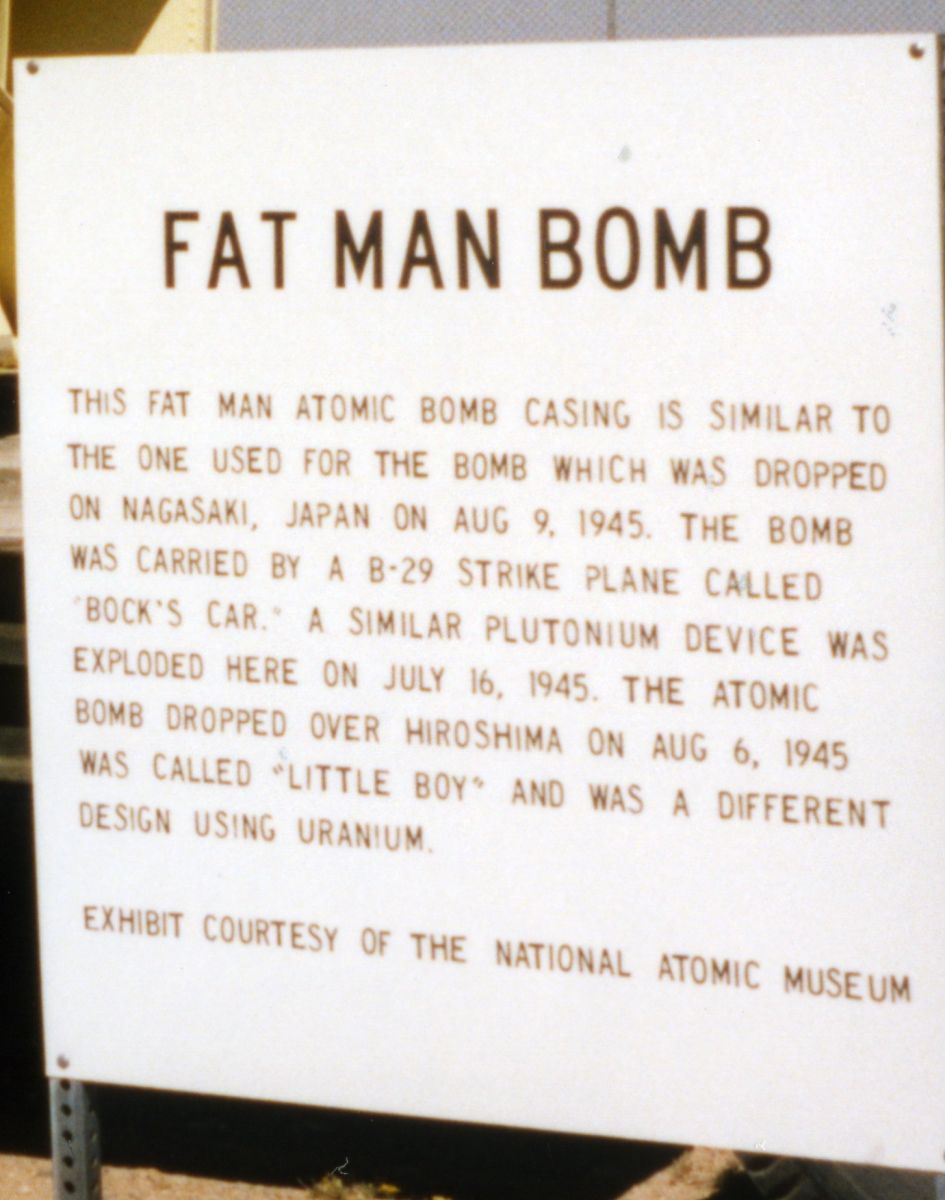 FAT MAN BOMB
THIS FAT MAN ATOMIC BOMB CASING IS SIMILAR TO
THE ONE USED FOR THE BOMB WHICH WAS DROPPED
ON NAGASAKI, JAPAN ON AUG 9, 1945. THE BOMB
WAS CARRIED BY A B-29 STRIKE PLANE CALLED
"BOCK'S CAR." A SIMILAR PLUTONIUM DEVICE WAS
EXPLODED HERE ON JULY 16, 1945. THE ATOMIC
BOMB DROPPED OVER HIROSHIMA ON AUG 6, 1945
WAS CALLED "LITTLE BOY" AND WAS A DIFFERENT
DESIGN USING URANIUM.
EXHIBIT COURTESY OF THE NATIONAL ATOMIC MUSEUM